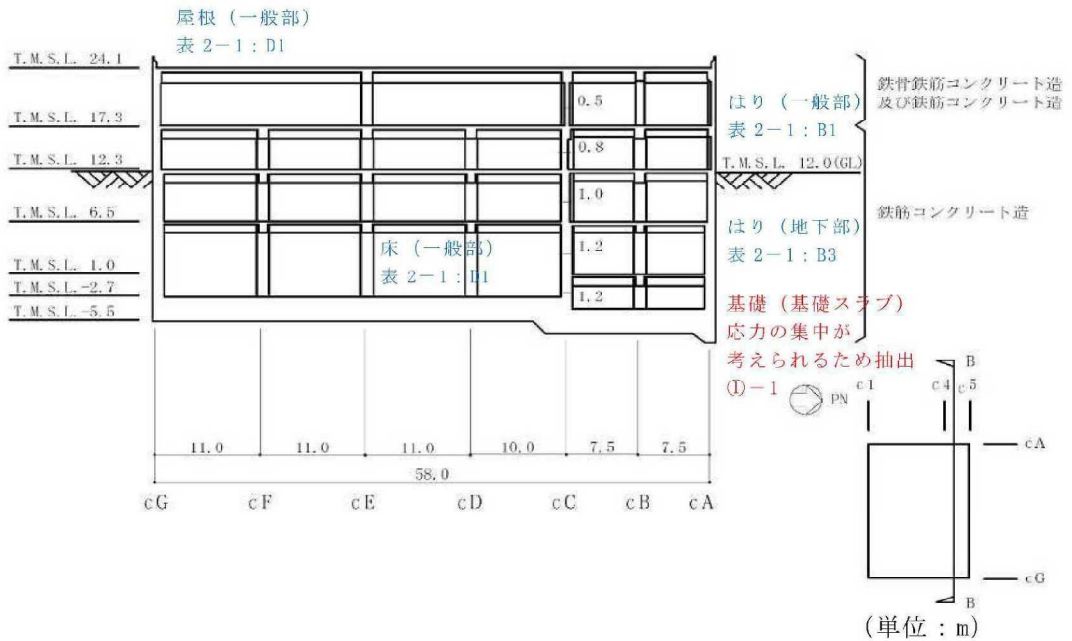 屋根（一般部）
表 2－1：D1
T.M.S.L. 24.1
T.M.S.L. 17.3
T.M.S.L. 12.3
T.M.S.L. 6.5
T.M.S.L. 1.0
T.M.S.L.-2.7
T.M.S.L.-5.5
0.5
0.8
1.0
1.2
1.2
床（一般部）
表 2－1：D1
はり（一般部）
表 2－1：B1
T.M.S.L. 12.0(GL)
はり（地下部）
表 2－1：B3
鉄骨鉄筋コンクリート造
及び鉄筋コンクリート造
鉄筋コンクリート造
基礎（基礎スラブ）
応力の集中が
考えられるため抽出
①－1
PN
11.0 11.0 11.0 10.0 7.5 7.5
58.0
cG cF cE cD cC cB cA
B
c1 c4 c5
cA
cG
B
(単位：m)